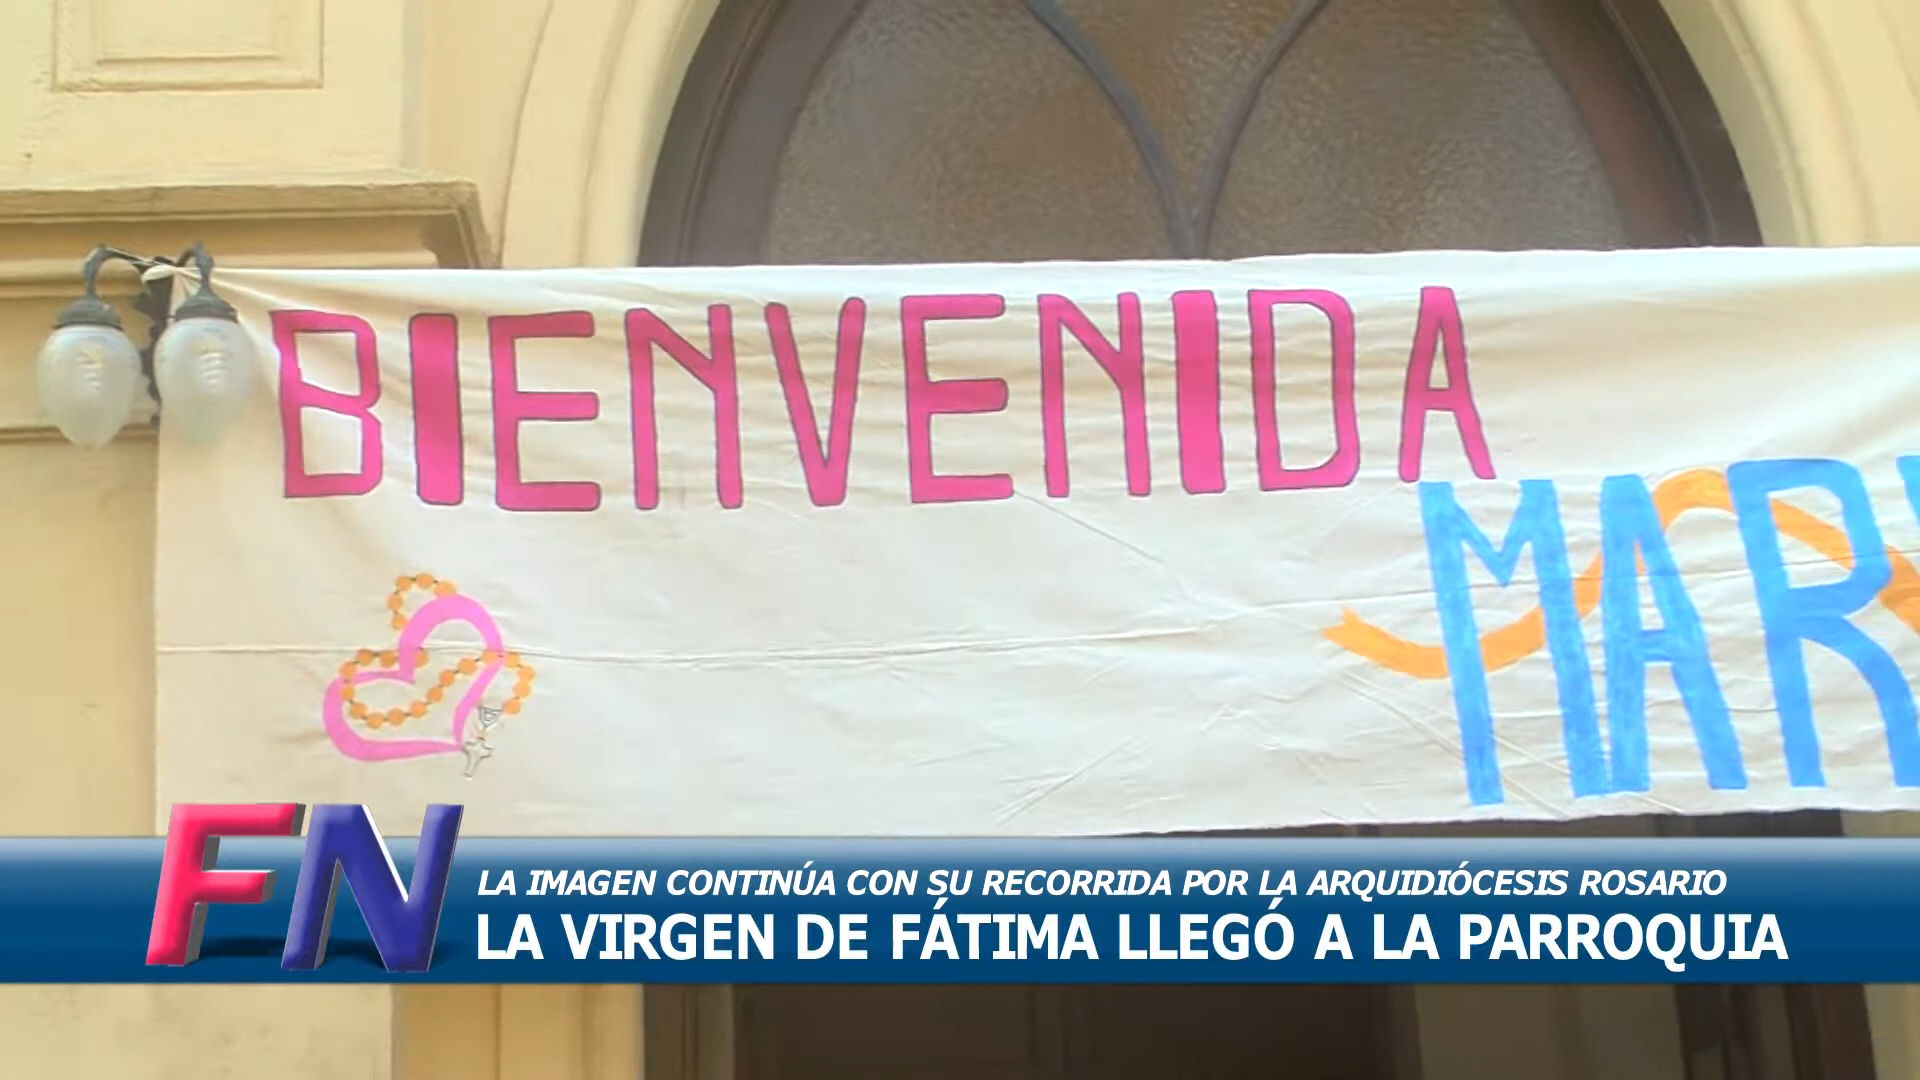 BIENVENIDA
MAR
FN
LA IMAGEN CONTINÚA CON SU RECORRIDA POR LA ARQUIDIÓCESIS ROSARIO
LA VIRGEN DE FÁTIMA LLEGÓ A LA PARROQUIA